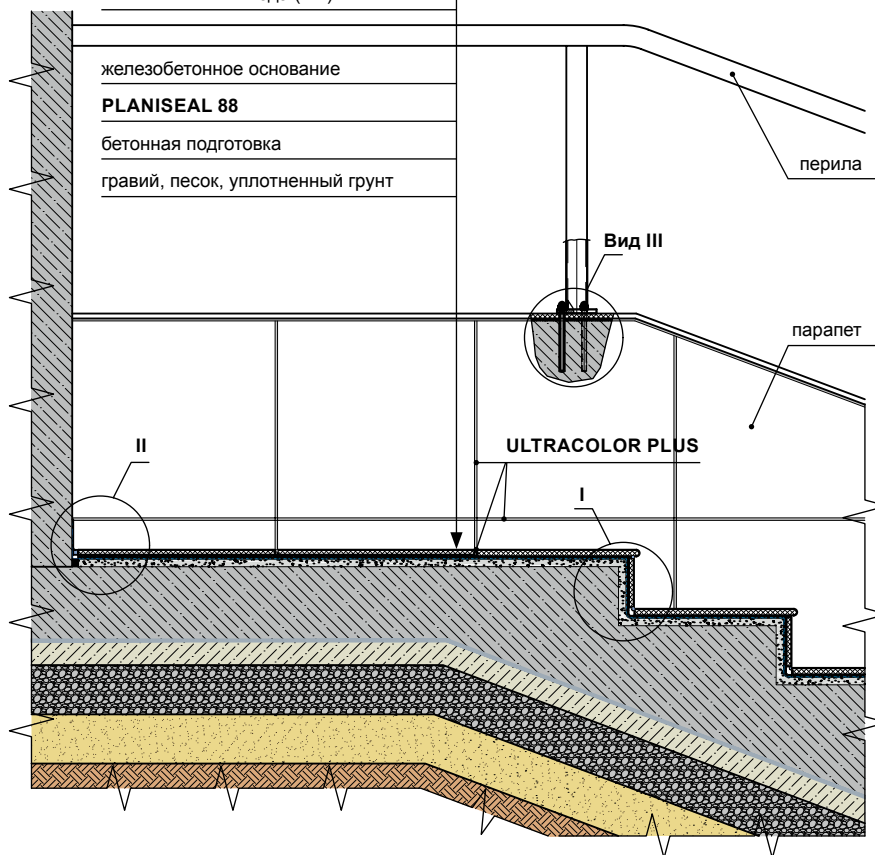 железобетонное основание
PLANISEAL 88
бетонная подготовка
гравий, песок, уплотненный грунт
перила
Вид III
парапет
II
ULTRACOLOR PLUS
I